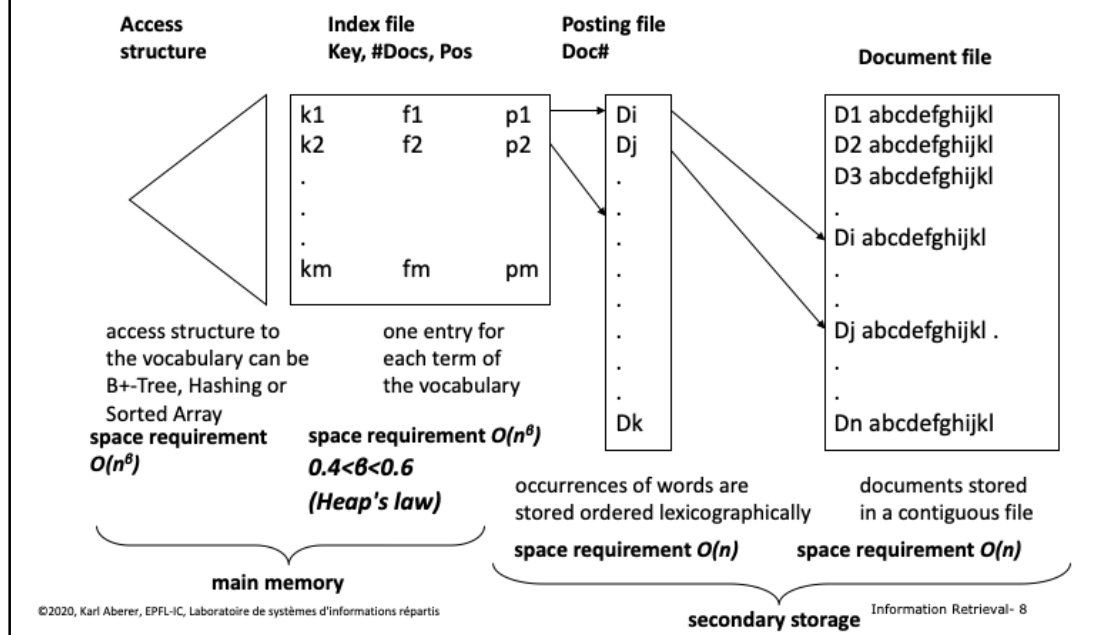 Access
structure
Index file
Key, #Docs, Pos
Posting file
Doc#
Document file
k1 f1 p1
k2 f2 p2
.
.
.
km fm pm
Di
Dj
.
.
.
.
.
.
.
.
Dk
D1 abcdefghijkl
D2 abcdefghijkl
D3 abcdefghijkl
.
Di abcdefghijkl
.
.
Dj abcdefghijkl .
.
.
Dn abcdefghijkl
access structure to
the vocabulary can be
B+-Tree, Hashing or
Sorted Array
space requirement
O(nᵝ)
one entry for
each term of
the vocabulary
space requirement O(nᵝ)
0.4<β<0.6
(Heap's law)
occurrences of words are
stored ordered lexicographically
space requirement O(n)
documents stored
in a contiguous file
space requirement O(n)
main memory
secondary storage
©2020, Karl Aberer, EPFL-IC, Laboratoire de systèmes d'informations répartis
Information Retrieval- 8